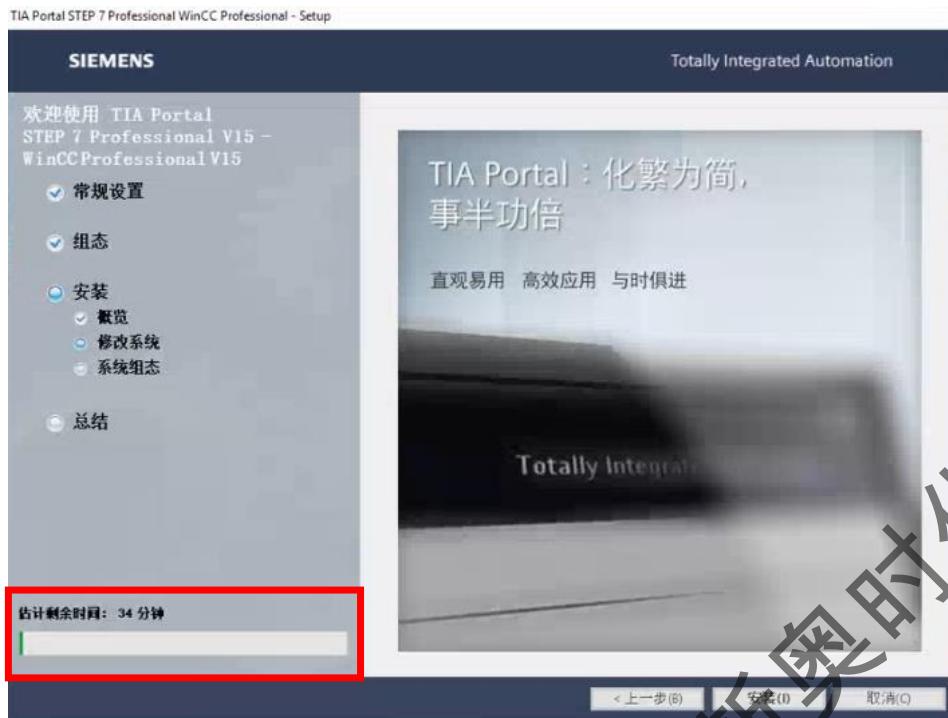 TIA Portal STEP 7 Professional WinCC Professional - Setup
SIEMENS
Totally Integrated Automation
欢迎使用 TIA Portal
STEP 7 Professional V15 -
WinCC Professional V15
常规设置
组态
安装
概览
修改系统
系统组态
总结
估计剩余时间： 34 分钟
TIA Portal：化繁为简，
事半功倍
直观易用 高效应用 与时俱进
Totally Integrat
<上一步(B)
安装(I)
取消(C)
新奥时代